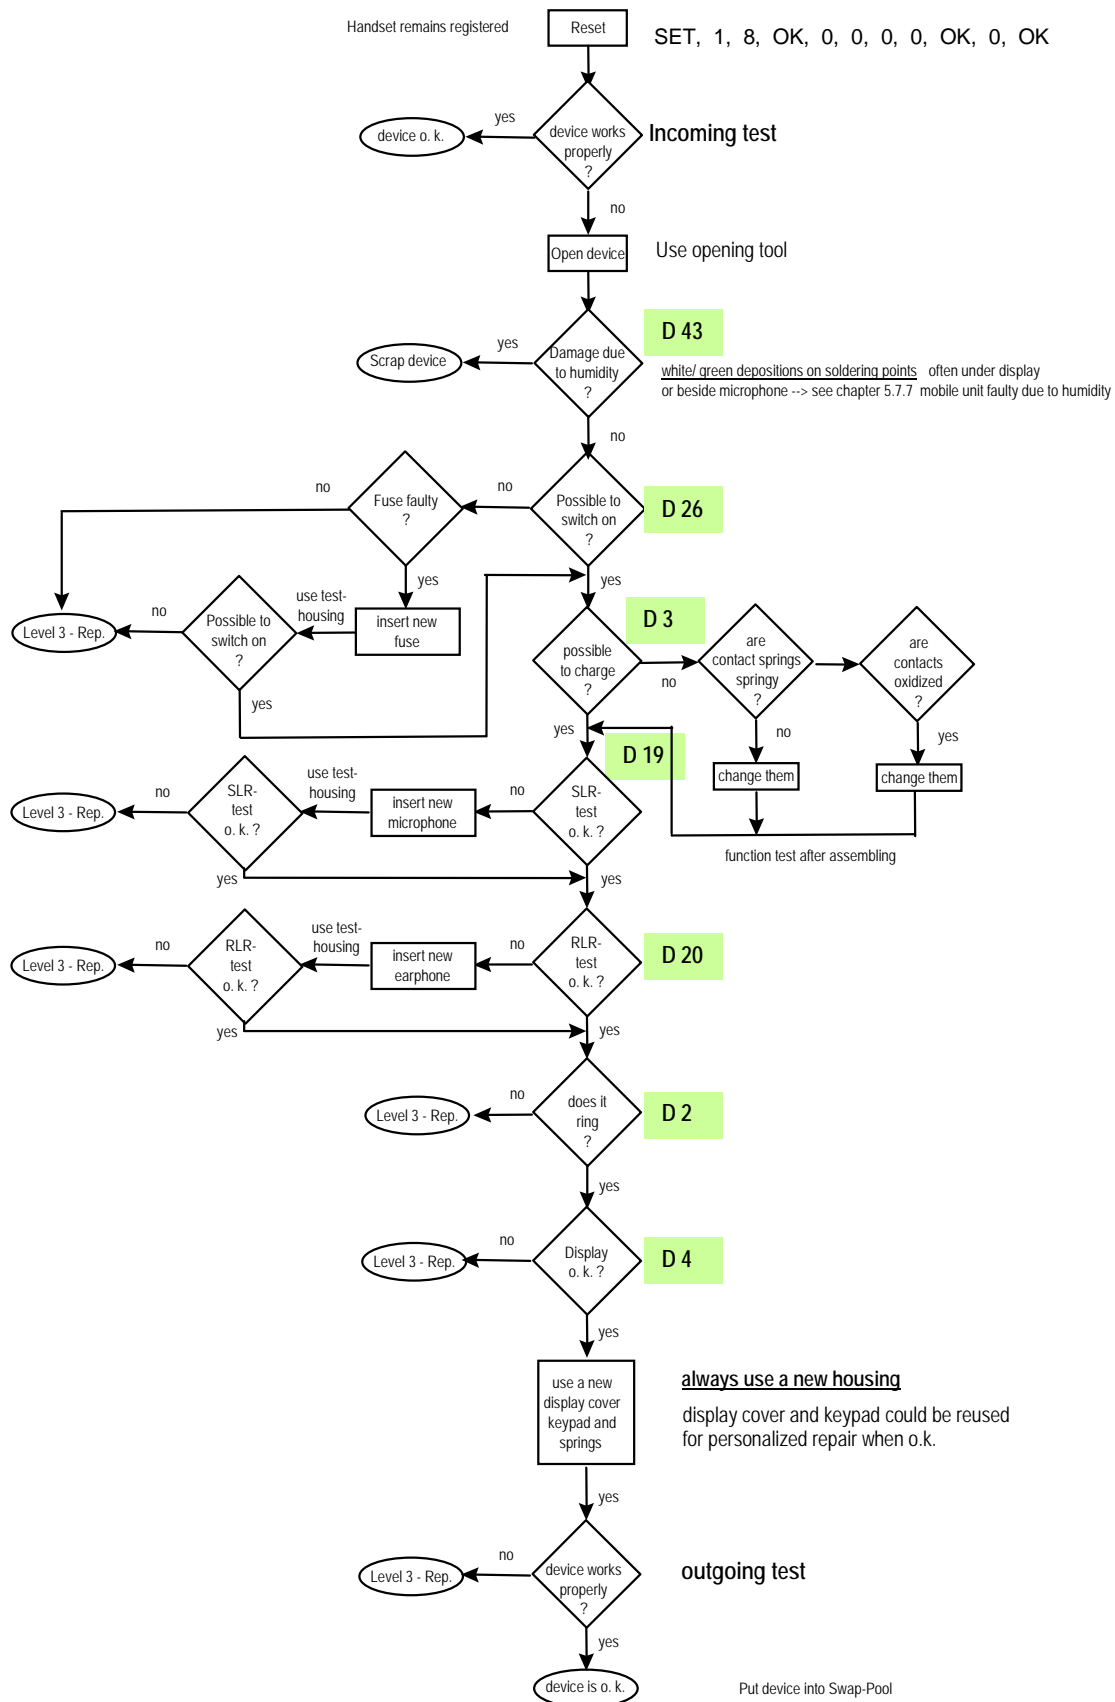 Handset remains registered
Reset
SET, 1, 8, OK, 0, 0, 0, 0, OK, 0, OK
yes
device o. k.
device works
properly
?
Incoming test
no
Open device
Use opening tool
D 43
yes
Scrap device
Damage due
to humidity
?
white/ green depositions on soldering points often under display
or beside microphone --> see chapter 5.7.7 mobile unit faulty due to humidity
no
no
Fuse faulty
?
no
Possible to
switch on
?
D 26
yes
yes
no
Level 3 - Rep.
Possible to
switch on
?
use test-
housing
insert new
fuse
yes
D 3
possible
to charge
?
no
are
contact springs
springy
?
are
contacts
oxidized
?
yes
D 19
no
yes
change them
change them
function test after assembling
Level 3 - Rep.
no
SLR-
test
o. k. ?
use test-
housing
insert new
microphone
no
SLR-
test
o. k. ?
yes
yes
Level 3 - Rep.
no
RLR-
test
o. k. ?
use test-
housing
insert new
earphone
no
RLR-
test
o. k. ?
D 20
yes
yes
Level 3 - Rep.
no
does it
ring
?
D 2
yes
Level 3 - Rep.
no
Display
o. k. ?
D 4
yes
use a new
display cover
keypad and
springs
always use a new housing
display cover and keypad could be reused
for personalized repair when o.k.
yes
Level 3 - Rep.
no
device works
properly
?
outgoing test
yes
device is o. k.
Put device into Swap-Pool